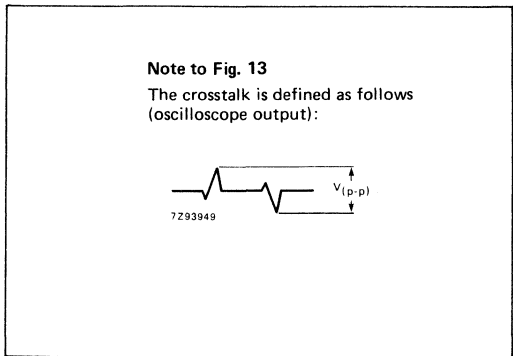 Note to Fig. 13
The crosstalk is defined as follows
(oscilloscope output):
V(p-p)
7Z93949